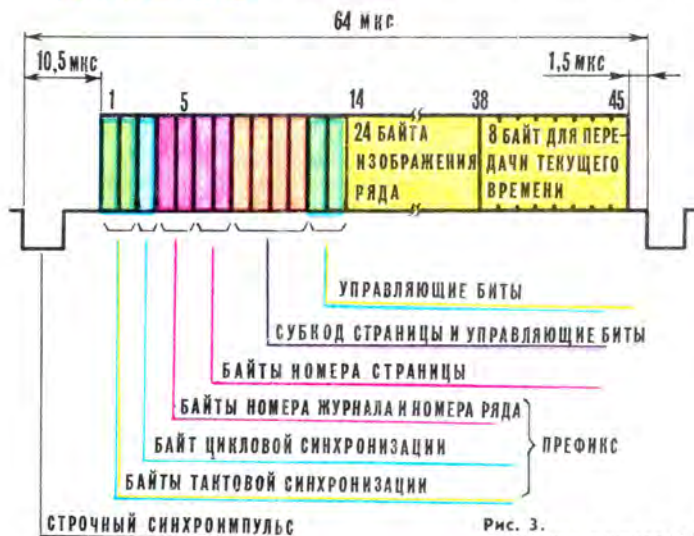 64 МКС
10,5 МКС
1,5 МКС
1
5
14
38
45
24 БАЙТА
ИЗОБРАЖЕНИЯ
РЯДА
8 БАЙТ ДЛЯ ПЕРЕ-
ДАЧИ ТЕКУЩЕГО
ВРЕМЕНИ
УПРАВЛЯЮЩИЕ БИТЫ
СУБКОД СТРАНИЦЫ И УПРАВЛЯЮЩИЕ БИТЫ
БАЙТЫ НОМЕРА СТРАНИЦЫ
БАЙТЫ НОМЕРА ЖУРНАЛА И НОМЕРА РЯДА
БАЙТ ЦИКЛОВОЙ СИНХРОНИЗАЦИИ
ПРЕФИКС
БАЙТЫ ТАКТОВОЙ СИНХРОНИЗАЦИИ
СТРОЧНЫЙ СИНХРОИМПУЛЬС
Рис. 3.